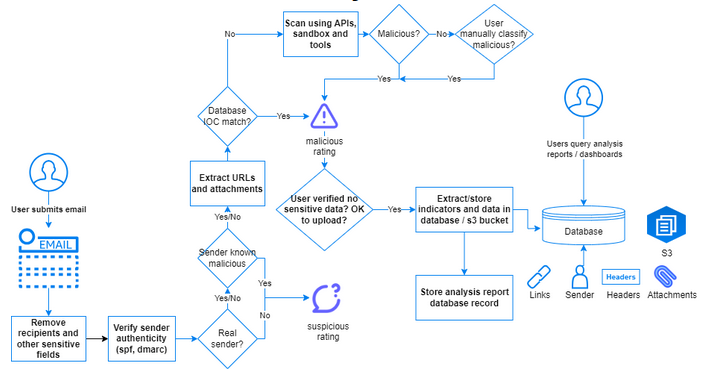 No
Scan using APIs,
sandbox and
tools
Malicious?
No
User
manually classify
malicious?
Yes
Yes
Database
IOC match?
Yes
malicious
rating
Users query analysis
reports / dashboards
Extract URLs
and attachments
User verified no
sensitive data? OK
to upload?
Yes
Extract/store
indicators and data in
database / s3 bucket
Database
S3
User submits email
EMAIL
Yes/No
Sender known
malicious
Yes
Yes/No
No
suspicious
rating
Store analysis report
database record
Links
Sender
Headers
Headers
Attachments
Remove
recipients and
other sensitive
fields
Verify sender
authenticity
(spf, dmarc)
Real
sender?